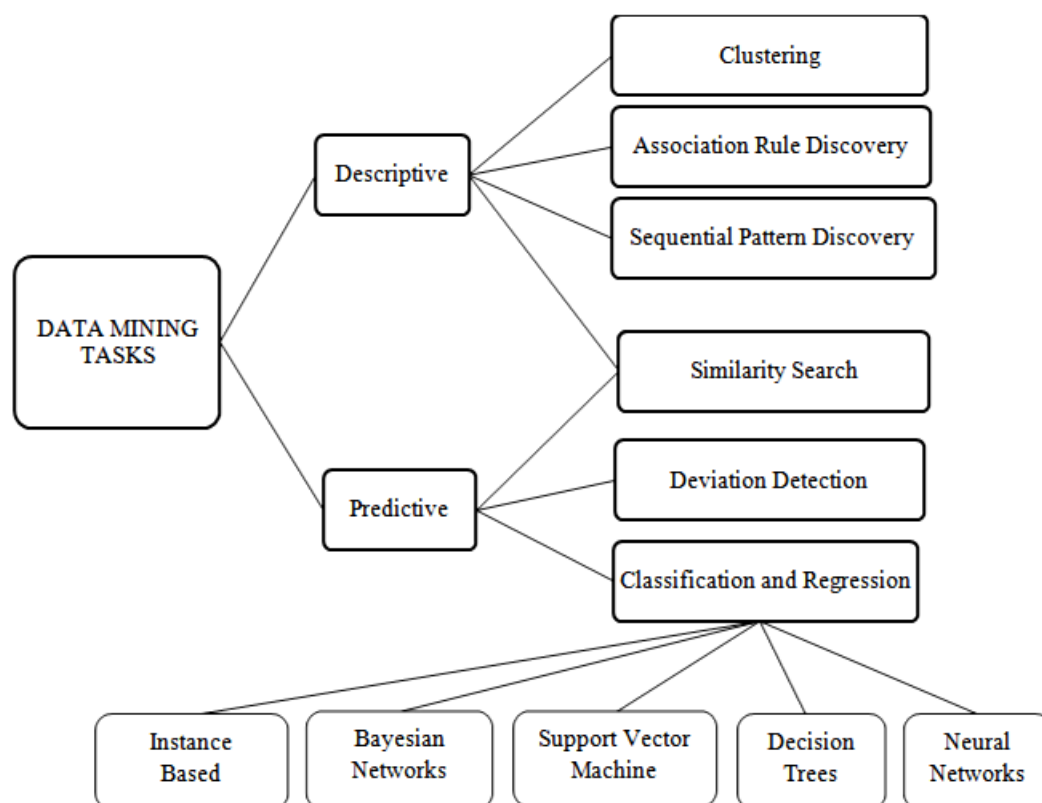 Clustering
Association Rule Discovery
Descriptive
Sequential Pattern Discovery
DATA MINING
TASKS
Similarity Search
Deviation Detection
Predictive
Classification and Regression
Instance
Based
Bayesian
Networks
Support Vector
Machine
Decision
Trees
Neural
Networks